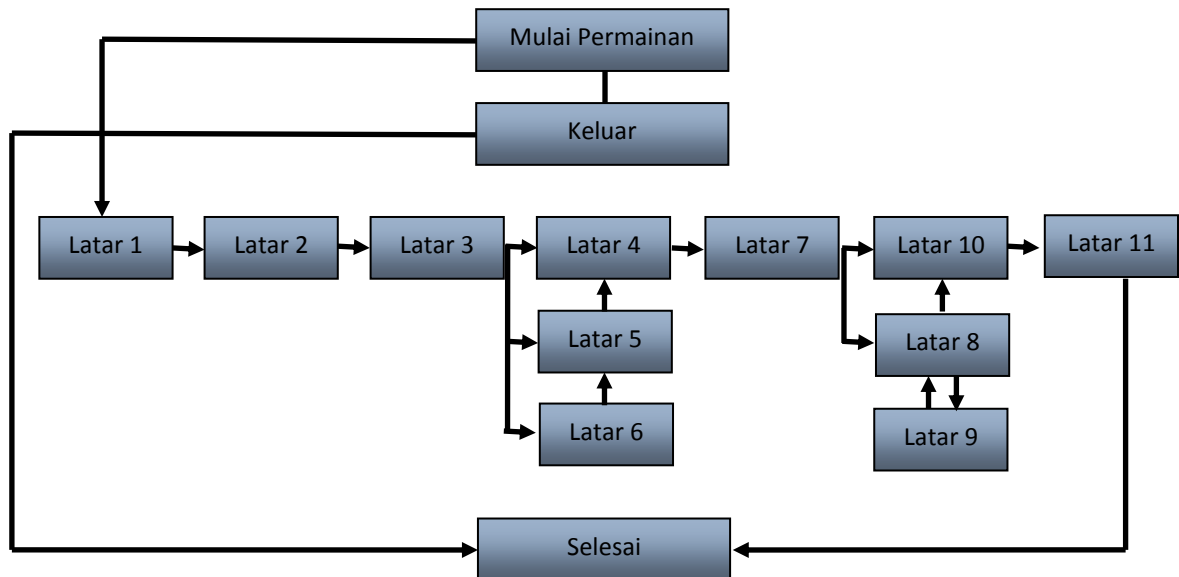 Mulai Permainan
Keluar
Latar 1
Latar 2
Latar 3
Latar 4
Latar 7
Latar 10
Latar 11
Latar 5
Latar 8
Latar 6
Latar 9
Selesai